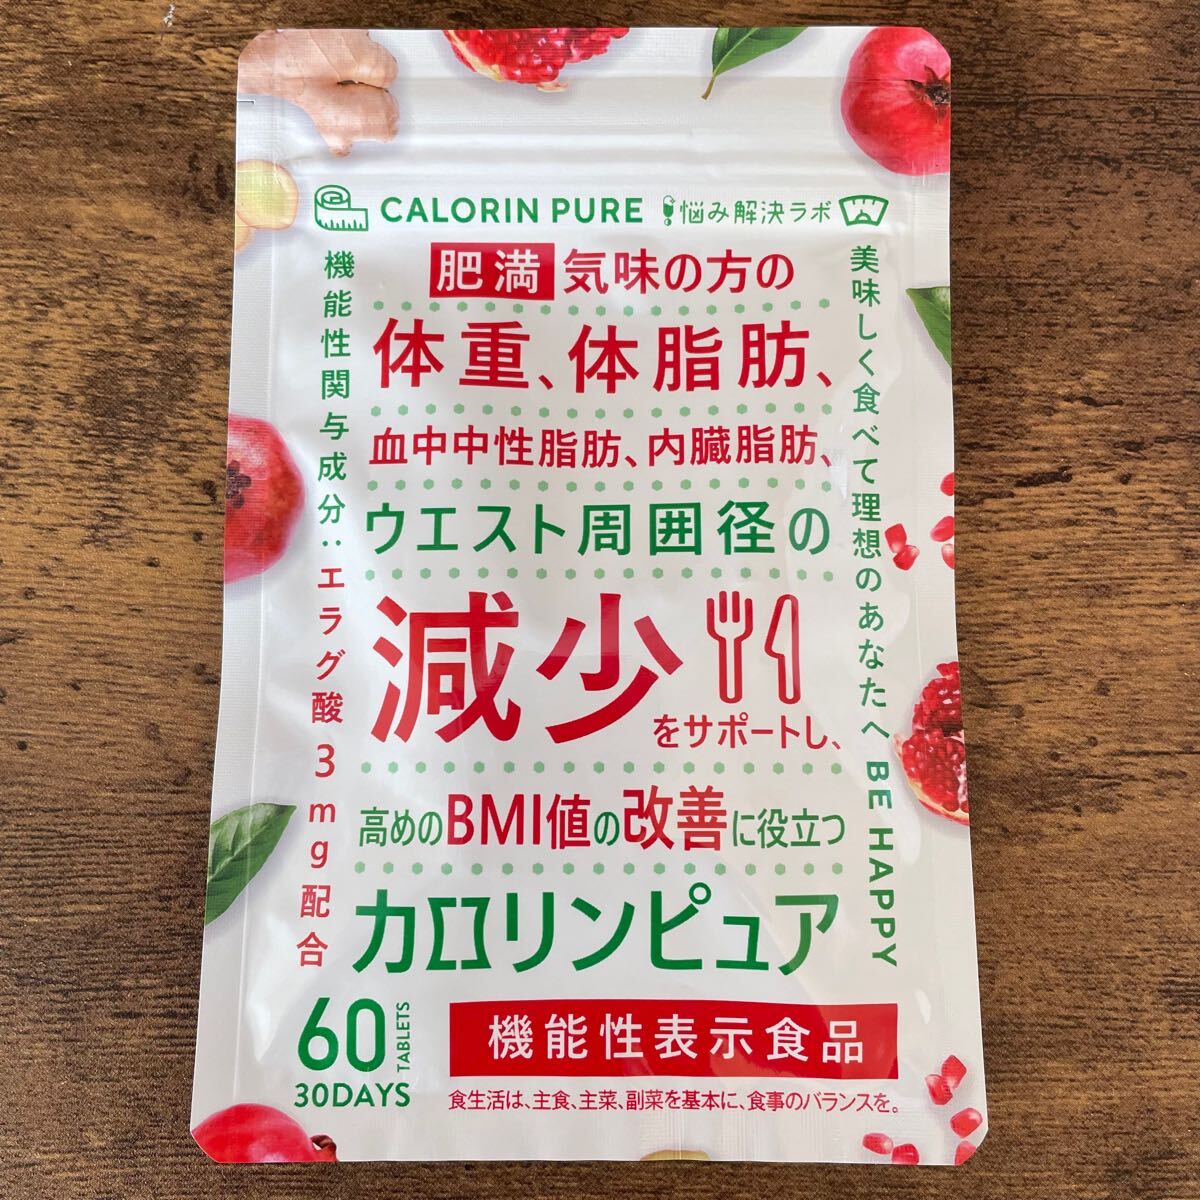 CALORIN PURE 悩み解決ラボ
機能性関与成分:エラグ酸3mg配合
肥満気味の方の
体重、体脂肪、
血中中性脂肪、内臓脂肪、
ウエスト周囲径の
減少
をサポートし、
高めのBMI値の改善に役立つ
カロリンピュア
美味しく食べて理想のあなたへ BE HAPPY
60 TABLETS
30DAYS
機能性表示食品
食生活は、主食、主菜、副菜を基本に、食事のバランスを。